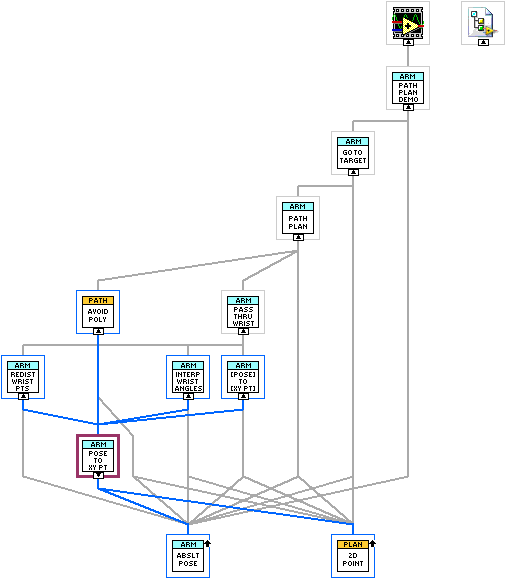 ARM
PATH
PLAN
DEMO
ARM
GO TO
TARGET
ARM
PATH
PLAN
PATH
AVOID
POLY
ARM
PASS
THRU
WRIST
ARM
REDIST
WRIST
PTS
ARM
INTERP
WRIST
ANGLES
ARM
[POSE]
TO
[XY PT]
ARM
POSE
TO
XY PT
ARM
ABSLT
POSE
PLAN
2D
POINT